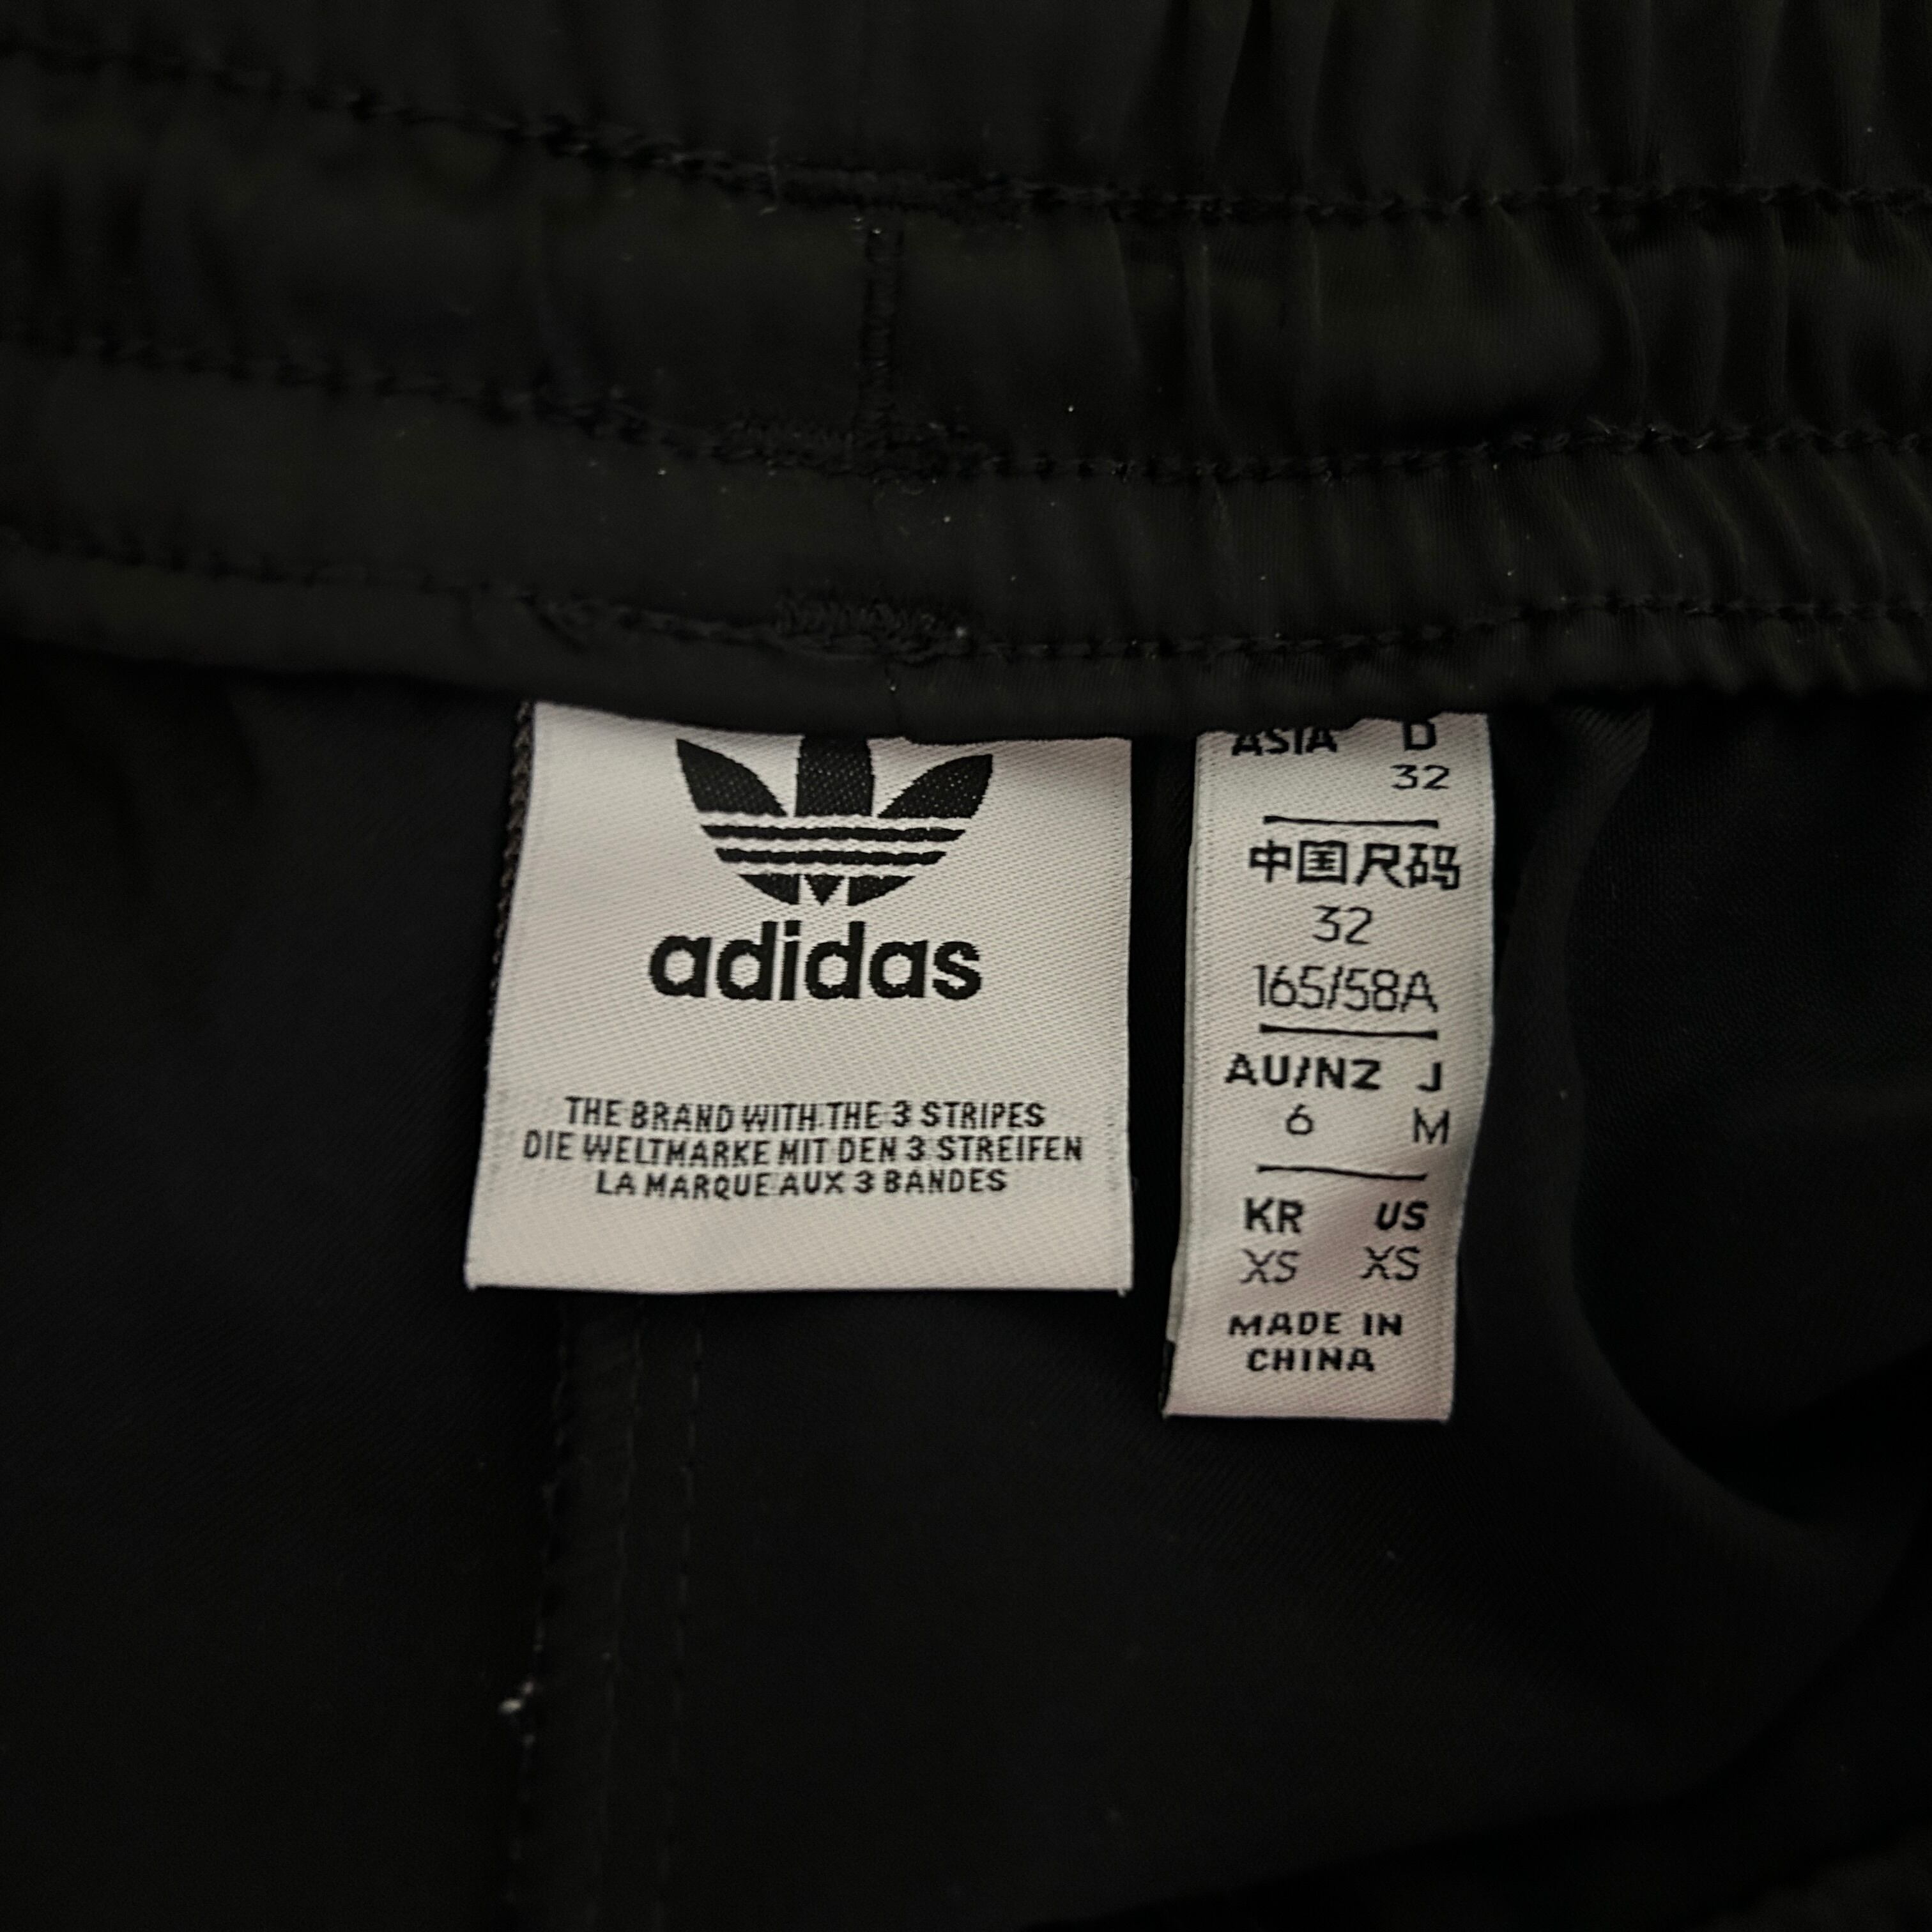 adidas
THE BRAND WITH THE 3 STRIPES
DIE WELTMARKE MIT DEN 3 STREIFEN
LA MARQUE AUX 3 BANDES
ASIA D
32
中国尺码
32
165/58A
AU/NZ J
6 M
KR US
XS XS
MADE IN
CHINA